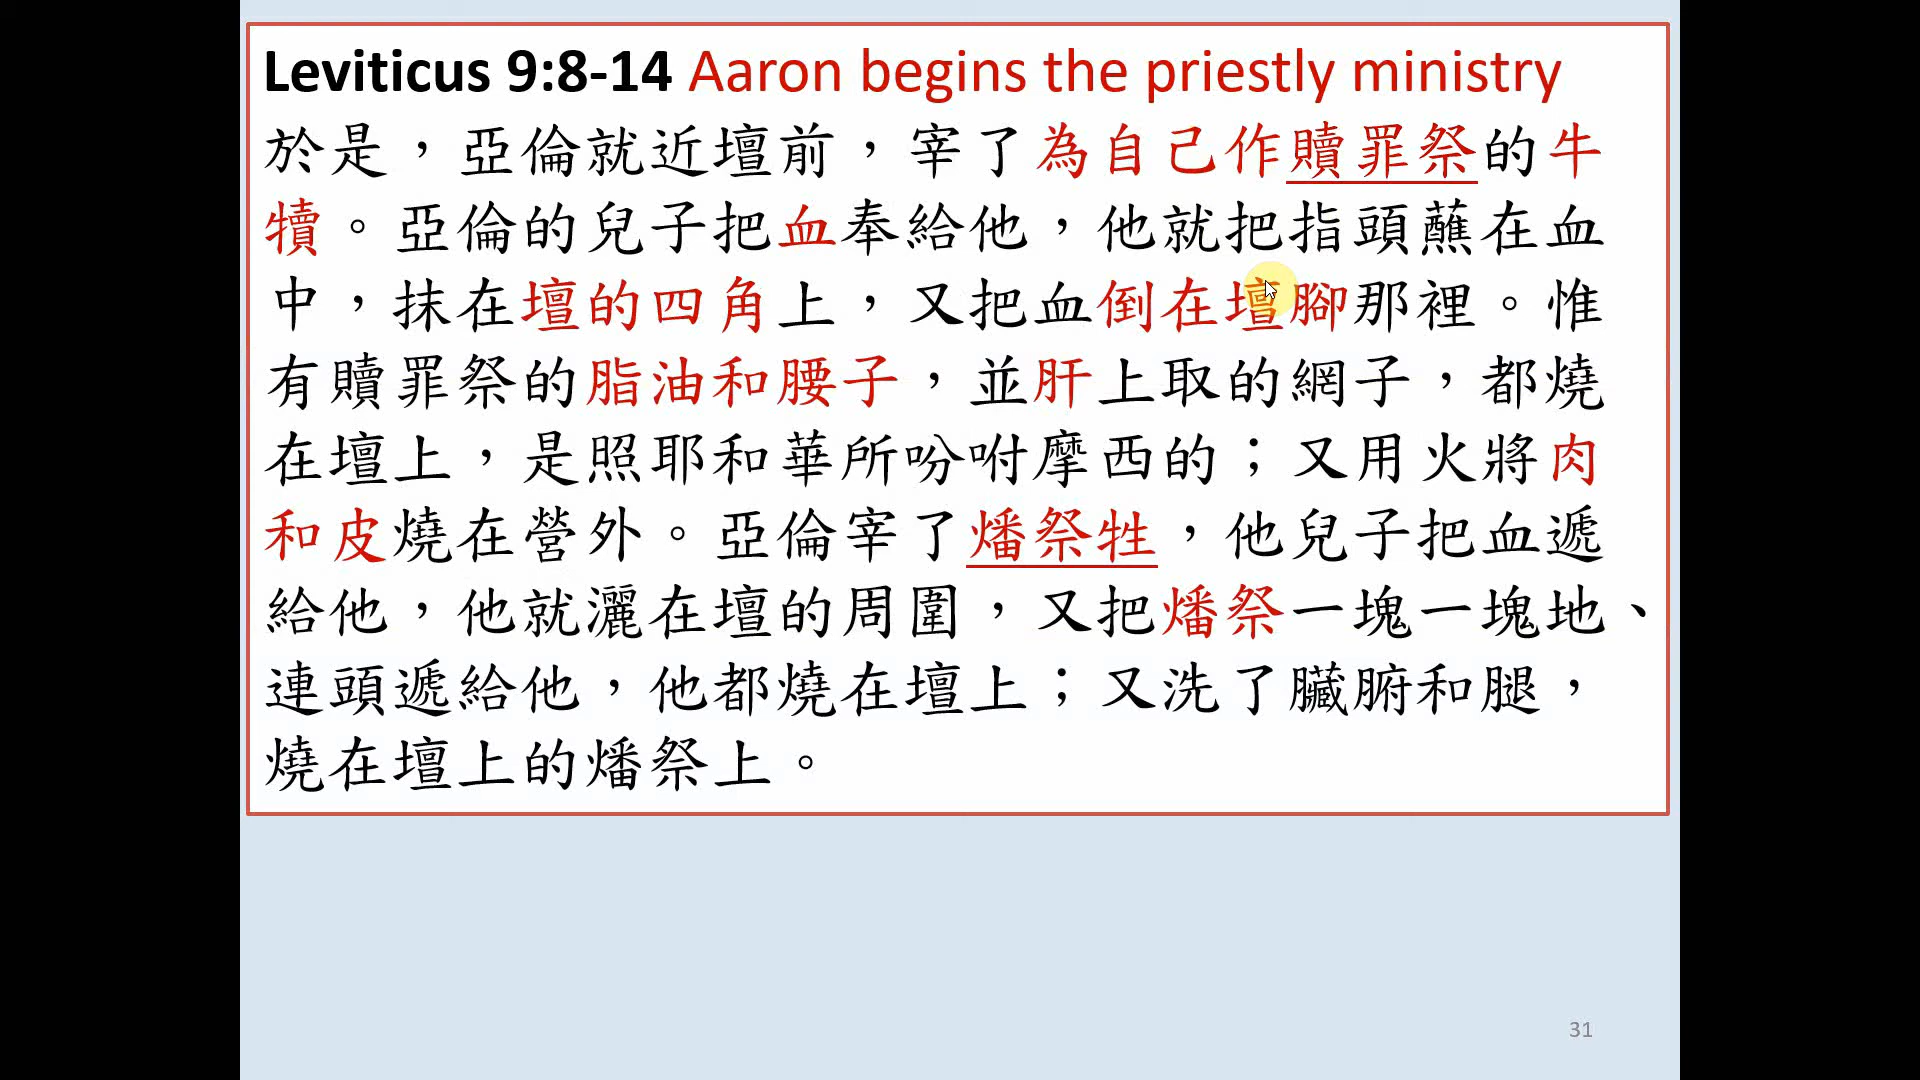 Leviticus 9:8-14 Aaron begins the priestly ministry
於是，亞倫就近壇前，宰了為自己作贖罪祭的牛
犢。亞倫的兒子把血奉給他，他就把指頭蘸在血
中，抹在壇的四角上，又把血倒在壇腳那裡。惟
有贖罪祭的脂油和腰子，並肝上取的網子，都燒
在壇上，是照耶和華所吩咐摩西的；又用火將肉
和皮燒在營外。亞倫宰了燔祭牲，他兒子把血遞
給他，他就灑在壇的周圍，又把燔祭一塊一塊地、
連頭遞給他，他都燒在壇上；又洗了臟腑和腿，
燒在壇上的燔祭上。
31